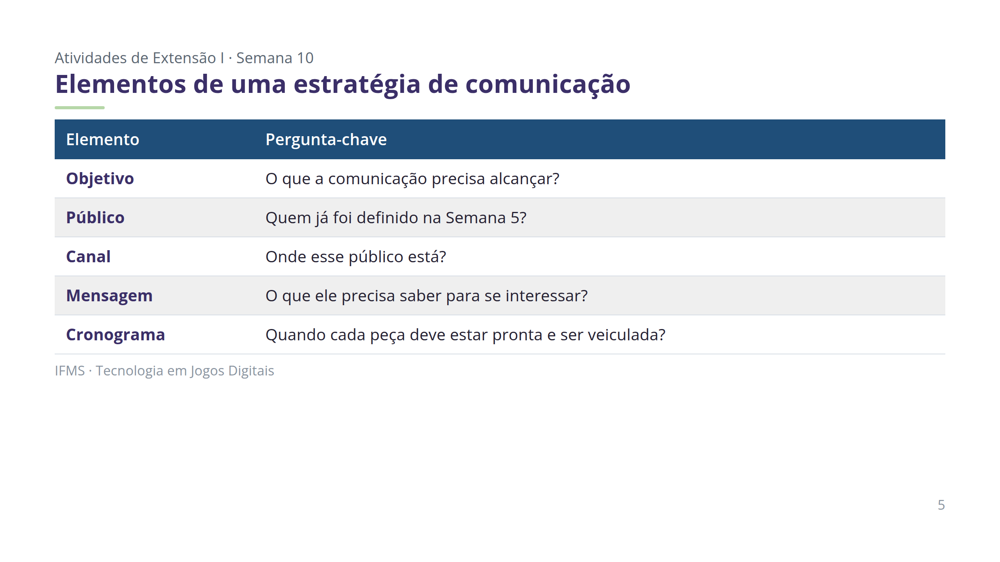 Atividades de Extensão I · Semana 10
Elementos de uma estratégia de comunicação
Elemento Pergunta-chave
Objetivo O que a comunicação precisa alcançar?
Público Quem já foi definido na Semana 5?
Canal Onde esse público está?
Mensagem O que ele precisa saber para se interessar?
Cronograma Quando cada peça deve estar pronta e ser veiculada?
IFMS · Tecnologia em Jogos Digitais
5